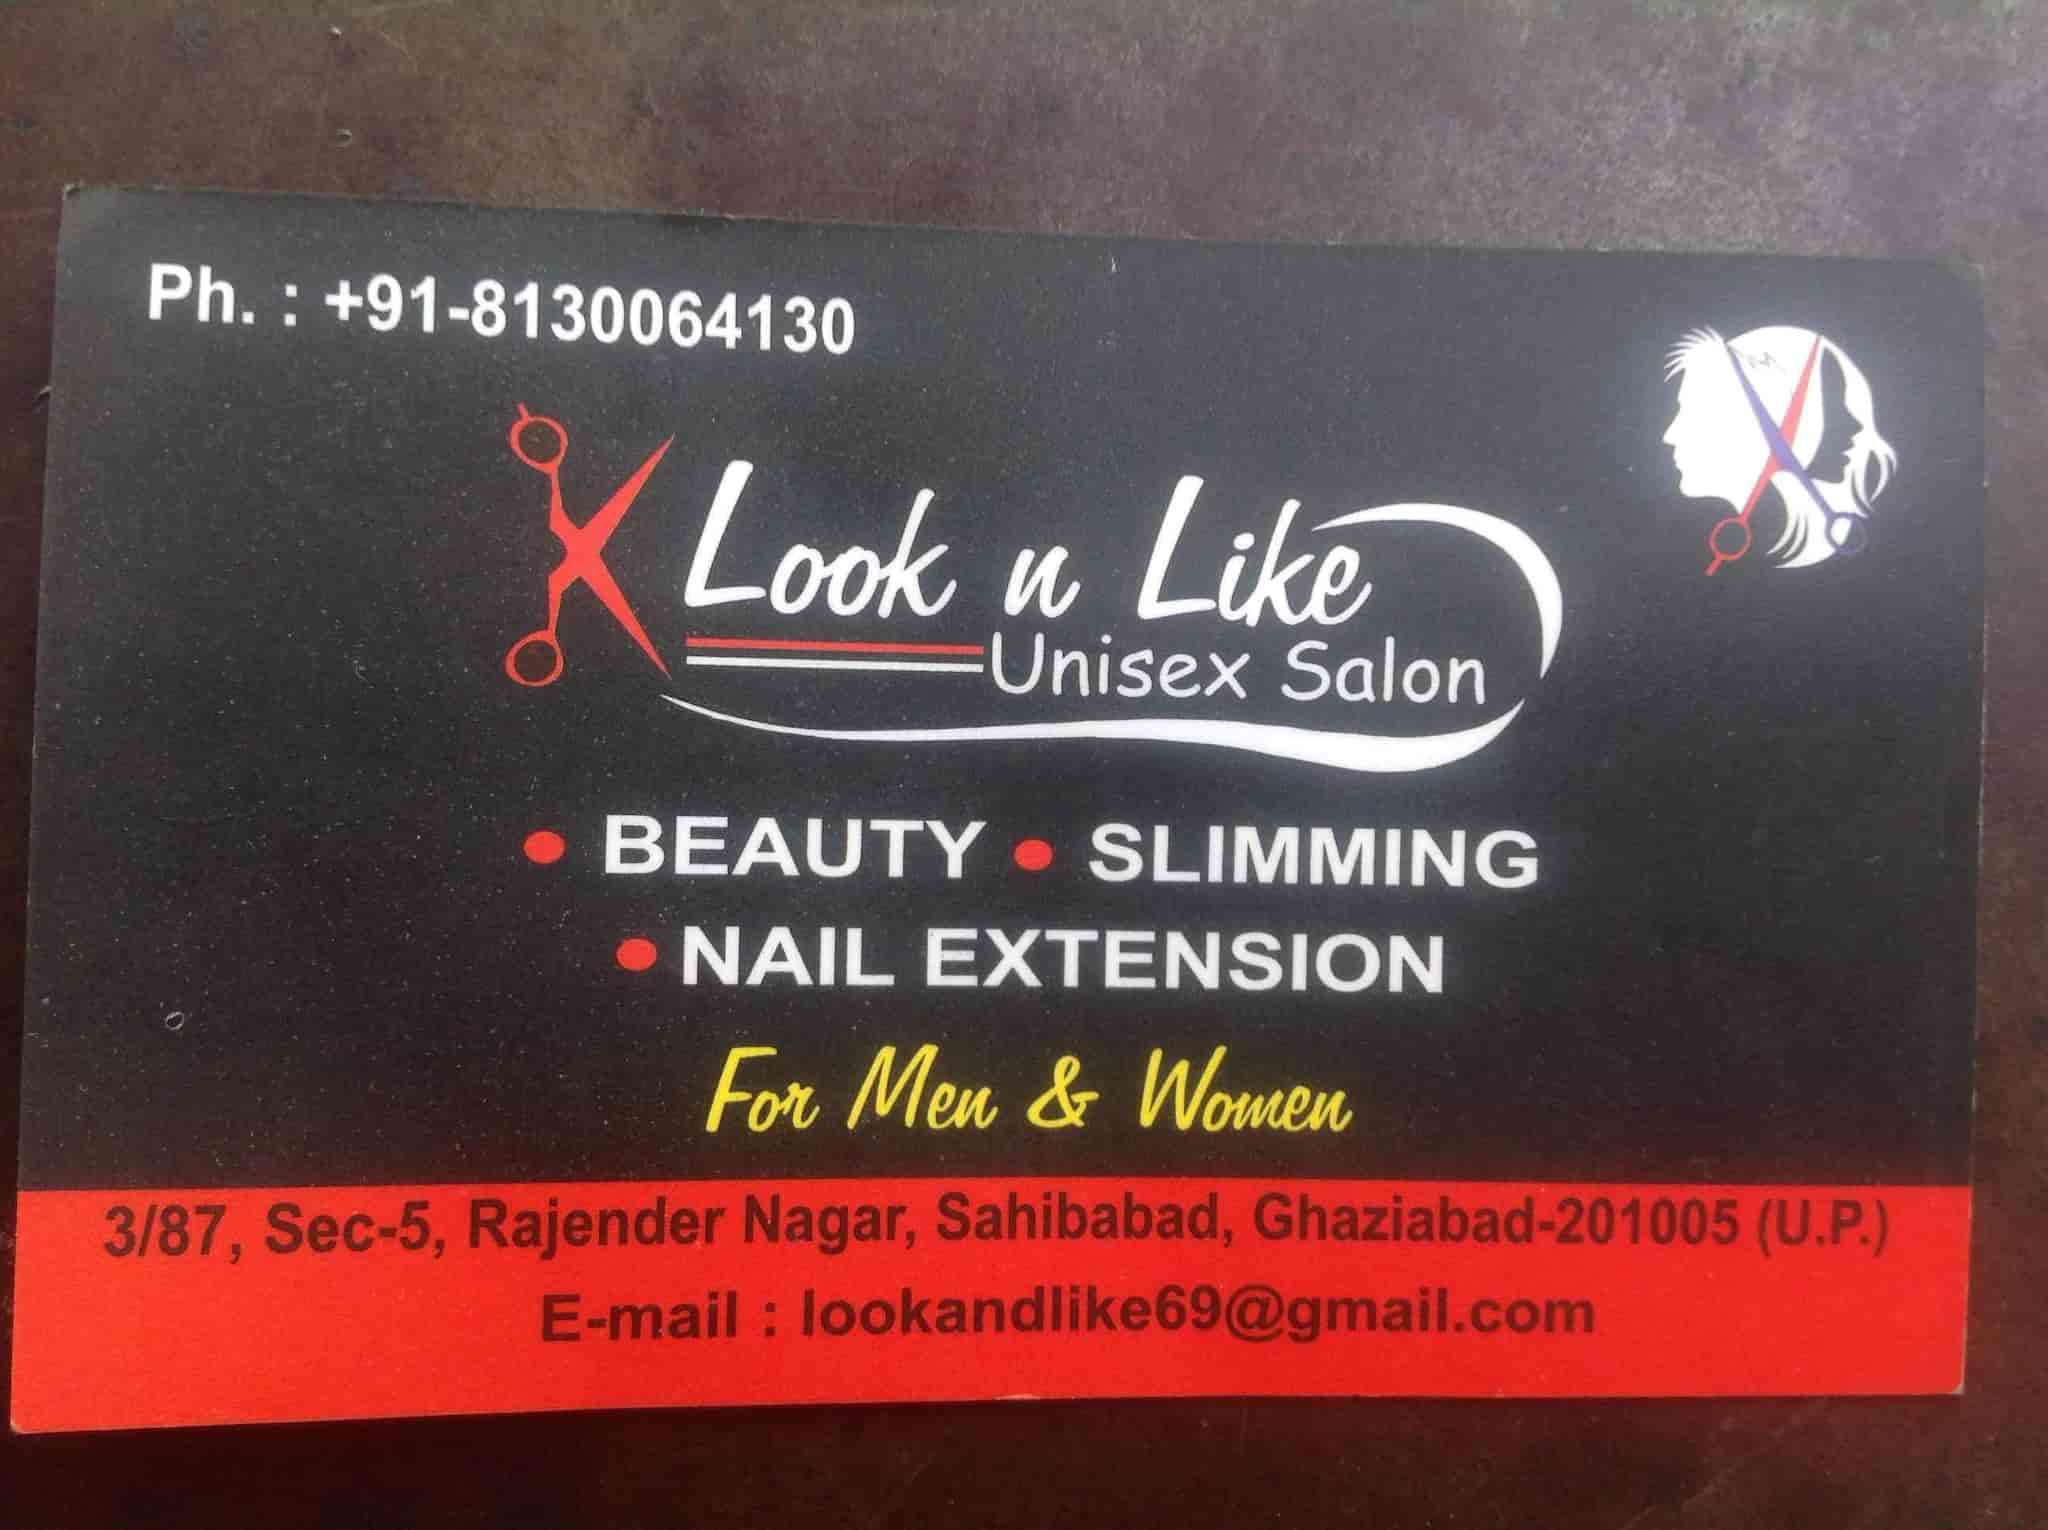 Ph. : +91-8130064130
Look n Like
Unisex Salon
• BEAUTY • SLIMMING
• NAIL EXTENSION
For Men & Women
3/87, Sec-5, Rajender Nagar, Sahibabad, Ghaziabad-201005 (U.P.)
E-mail : lookandlike69@gmail.com